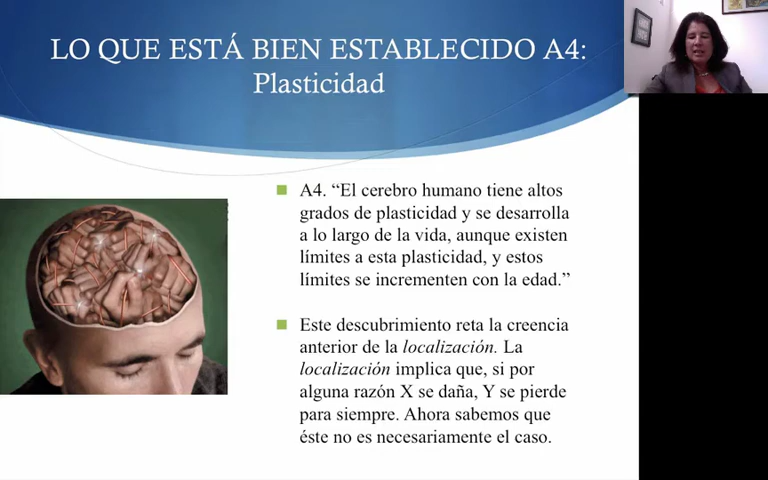 LO QUE ESTÁ BIEN ESTABLECIDO A4:
Plasticidad
A4. “El cerebro humano tiene altos
grados de plasticidad y se desarrolla
a lo largo de la vida, aunque existen
límites a esta plasticidad, y estos
límites se incrementen con la edad.”
Este descubrimiento reta la creencia
anterior de la localización. La
localización implica que, si por
alguna razón X se daña, Y se pierde
para siempre. Ahora sabemos que
éste no es necesariamente el caso.